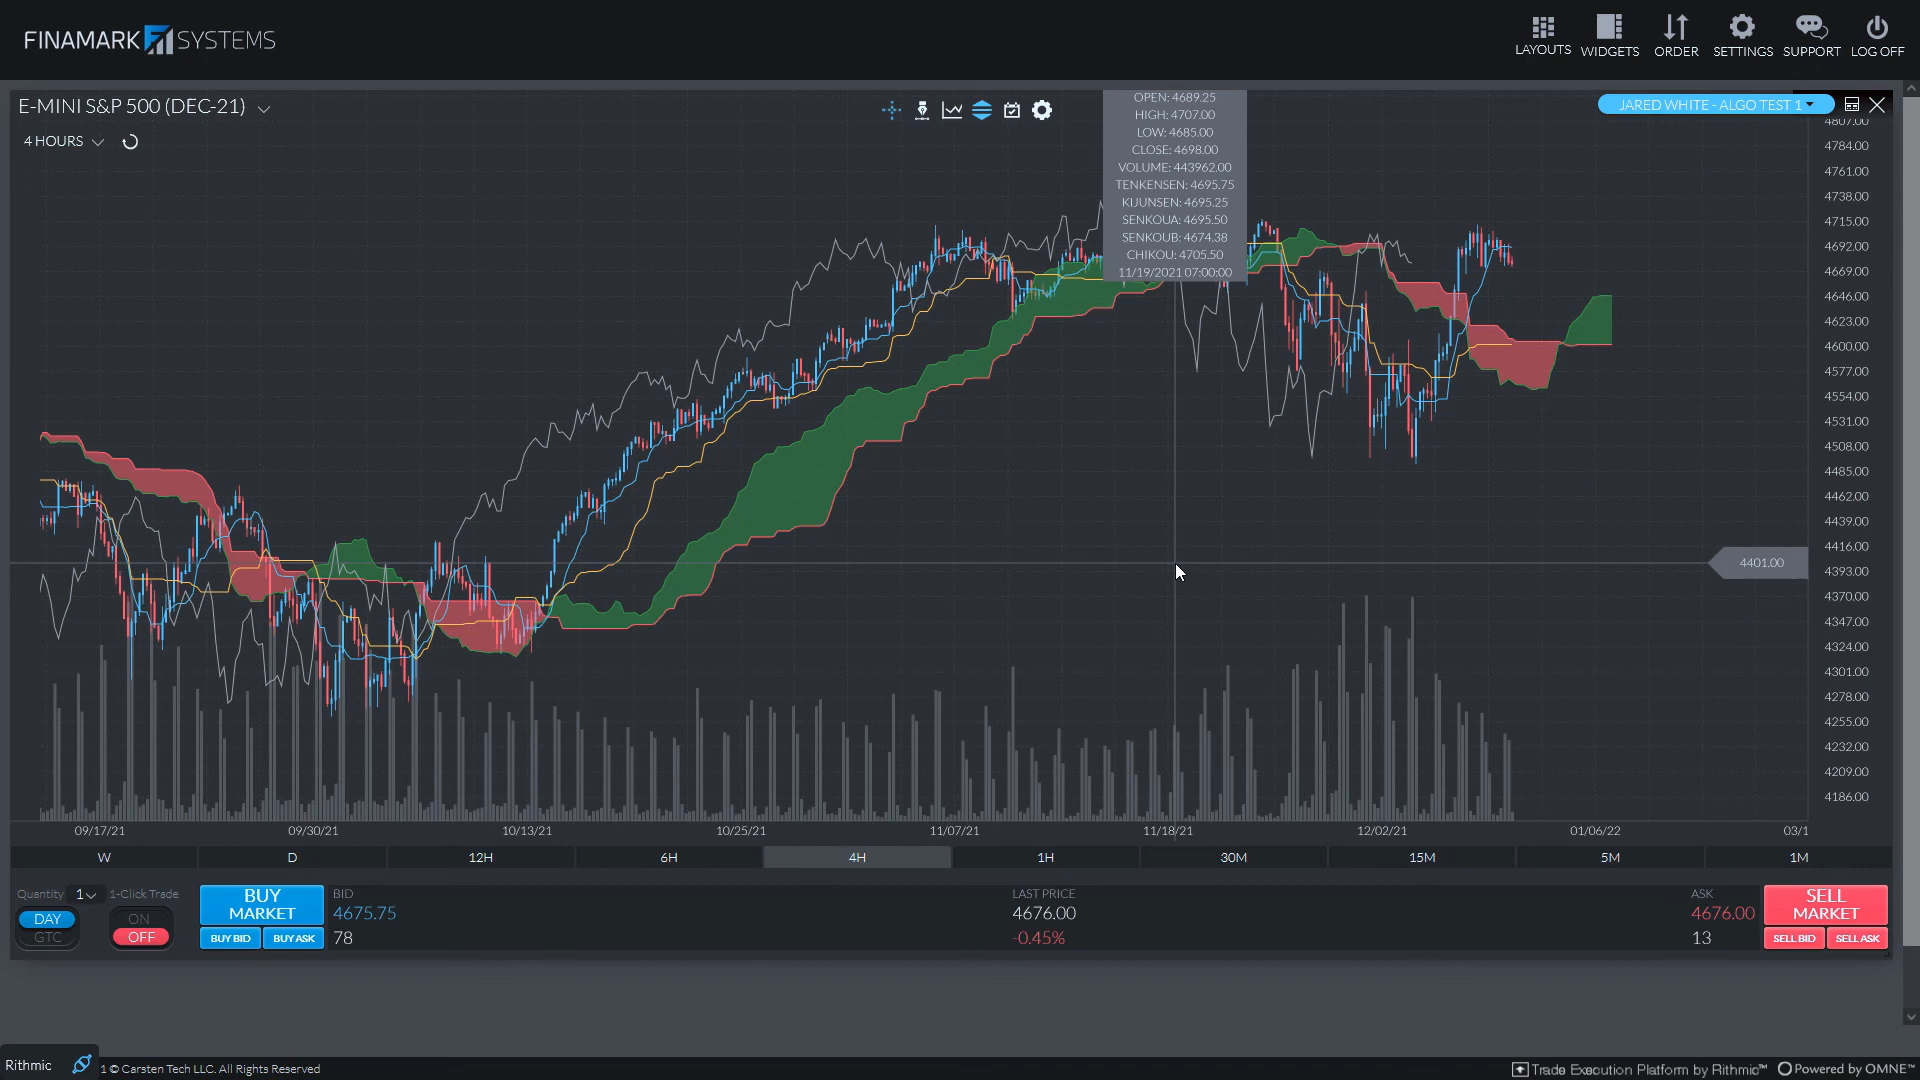 FINAMARK SYSTEMS
LAYOUTS
WIDGETS
ORDER
SETTINGS
SUPPORT
LOG OFF
E-MINI S&P 500 (DEC-21)
JARED WHITE - ALGO TEST 1
4 HOURS
OPEN: 4689.25
HIGH: 4707.00
LOW: 4685.00
CLOSE: 4698.00
VOLUME: 443962.00
TENKENSEN: 4695.75
KIJUNSEN: 4695.25
SENKOUA: 4695.50
SENKOUB: 4674.38
CHIKOU: 4705.50
11/19/2021 07:00:00
4807.00
4784.00
4761.00
4738.00
4715.00
4692.00
4669.00
4646.00
4623.00
4600.00
4577.00
4554.00
4531.00
4508.00
4485.00
4462.00
4439.00
4416.00
4401.00
4393.00
4370.00
4347.00
4324.00
4301.00
4278.00
4255.00
4232.00
4209.00
4186.00
09/17/21 09/30/21 10/13/21 10/25/21 11/07/21 11/18/21 12/02/21 01/06/22 03/1
W D 12H 6H 4H 1H 30M 15M 5M 1M
Quantity 1 1-Click Trade
DAY
GTC
ON
OFF
BUY
MARKET
BUY BID BUY ASK
BID
4675.75
78
LAST PRICE
4676.00
-0.45%
ASK
4676.00
13
SELL
MARKET
SELL BID SELL ASK
Rithmic
1 © Carsten Tech LLC. All Rights Reserved
Trade Execution Platform by Rithmic™
Powered by OMNE™